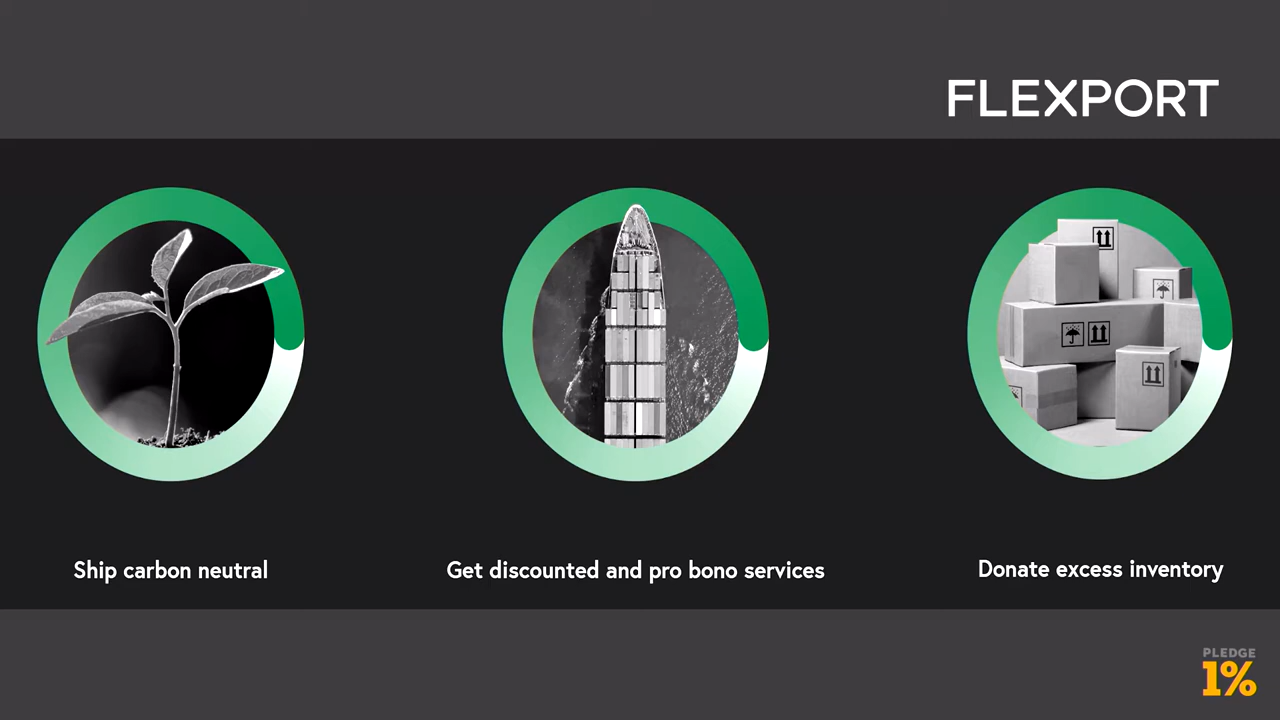 FLEXPORT
Ship carbon neutral
Get discounted and pro bono services
Donate excess inventory
PLEDGE
1%